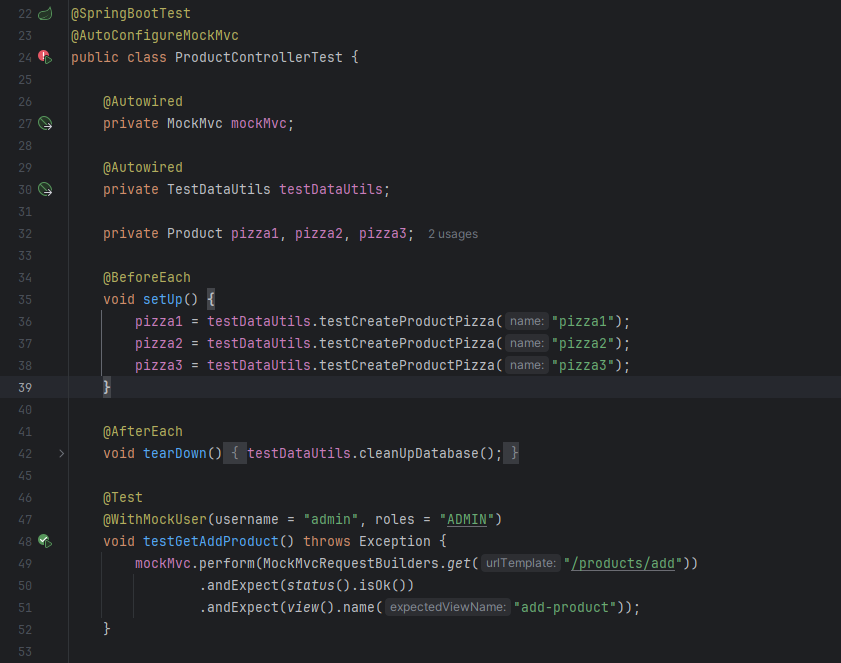 22 @SpringBootTest
23 @AutoConfigureMockMvc
24 public class ProductControllerTest {
25
26 @Autowired
27 private MockMvc mockMvc;
28
29 @Autowired
30 private TestDataUtils testDataUtils;
31
32 private Product pizza1, pizza2, pizza3; 2 usages
33
34 @BeforeEach
35 void setUp() {
36 pizza1 = testDataUtils.testCreateProductPizza( name: "pizza1");
37 pizza2 = testDataUtils.testCreateProductPizza( name: "pizza2");
38 pizza3 = testDataUtils.testCreateProductPizza( name: "pizza3");
39 }
40
41 @AfterEach
42 void tearDown() { testDataUtils.cleanUpDatabase(); }
45
46 @Test
47 @WithMockUser(username = "admin", roles = "ADMIN")
48 void testGetAddProduct() throws Exception {
49 mockMvc.perform(MockMvcRequestBuilders.get( urlTemplate: "/products/add"))
50 .andExpect(status().isOk())
51 .andExpect(view().name( expectedViewName: "add-product"));
52 }
53